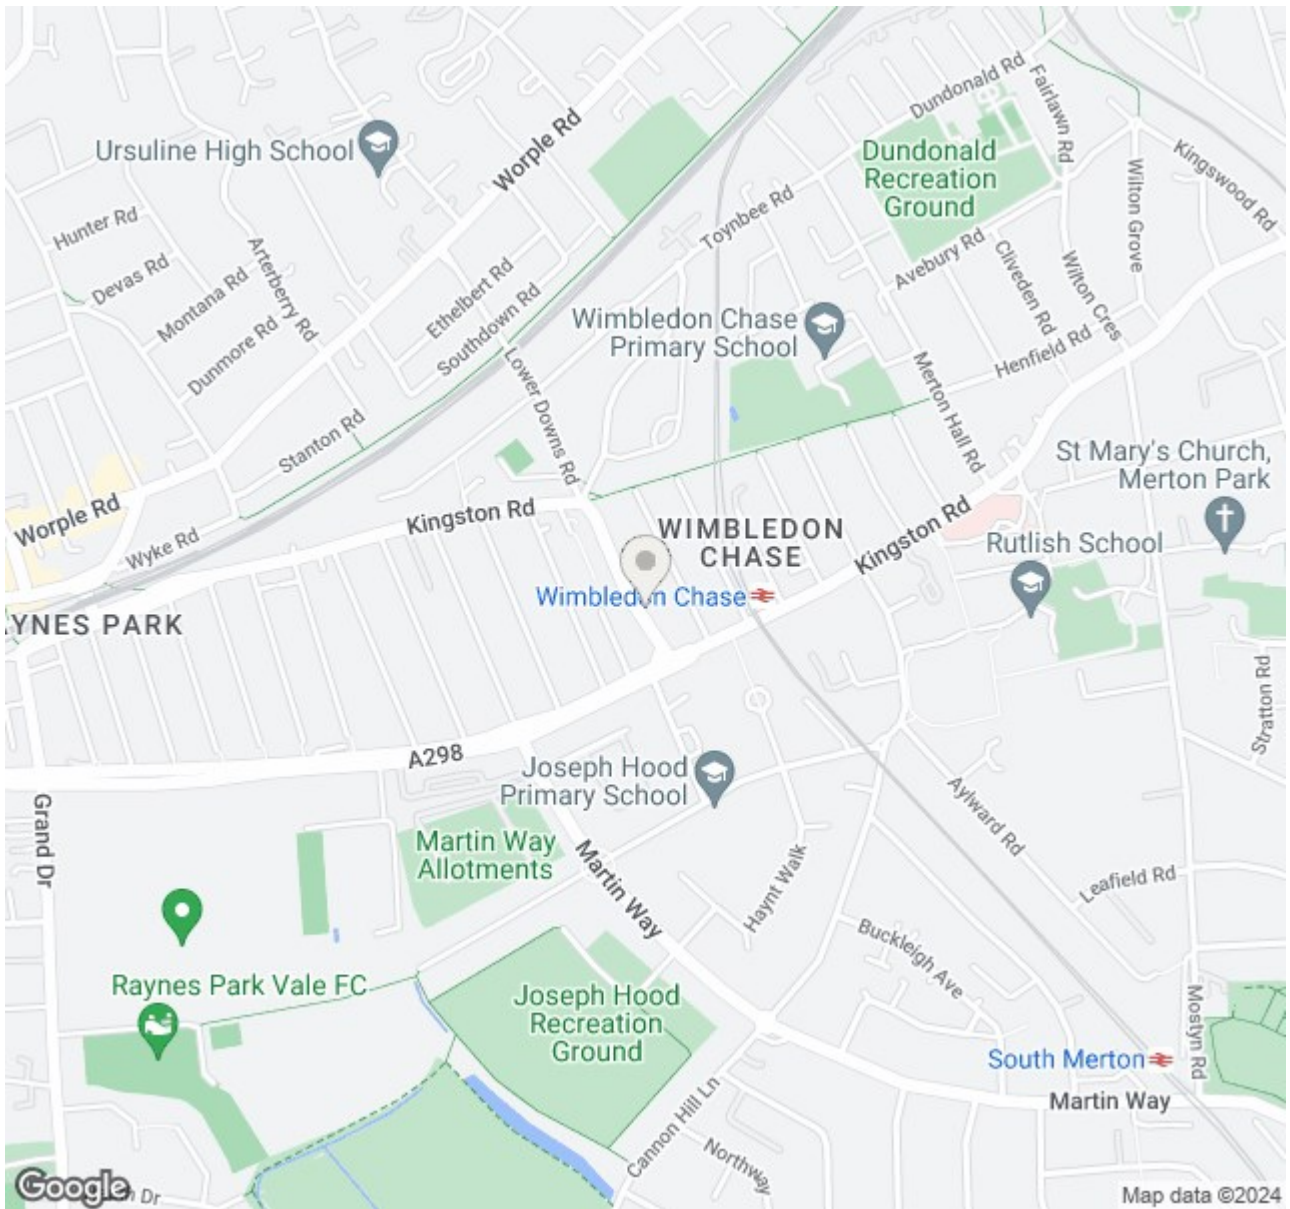 Dundonald Rd
Fairlawn Rd
Worple Rd
Ursuline High School
Dundonald
Recreation
Ground
Wilton Grove
Kingswood Rd
Hunter Rd
Toynbee Rd
Arterberry Rd
Devas Rd
Avebury Rd
Cliveden Rd
Wilton Cres
Montana Rd
Ethelbert Rd
Southdown Rd
Dunmore Rd
Wimbledon Chase
Primary School
Henfield Rd
Lower Downs Rd
Merton Hall Rd
Stanton Rd
St Mary's Church,
Merton Park
Worple Rd
Kingston Rd
Kingston Rd
WIMBLEDON
CHASE
Wyke Rd
Rutlish School
Wimbledon Chase
AYNES PARK
Stratton Rd
A298
Joseph Hood
Primary School
Aylward Rd
Grand Dr
Martin Way
Allotments
Martin Way
Haynt Walk
Leafield Rd
Buckleigh Ave
Raynes Park Vale FC
Joseph Hood
Recreation
Ground
Mostyn Rd
South Merton
Cannon Hill Ln
Martin Way
Northway
Google
Dr
Map data ©2024